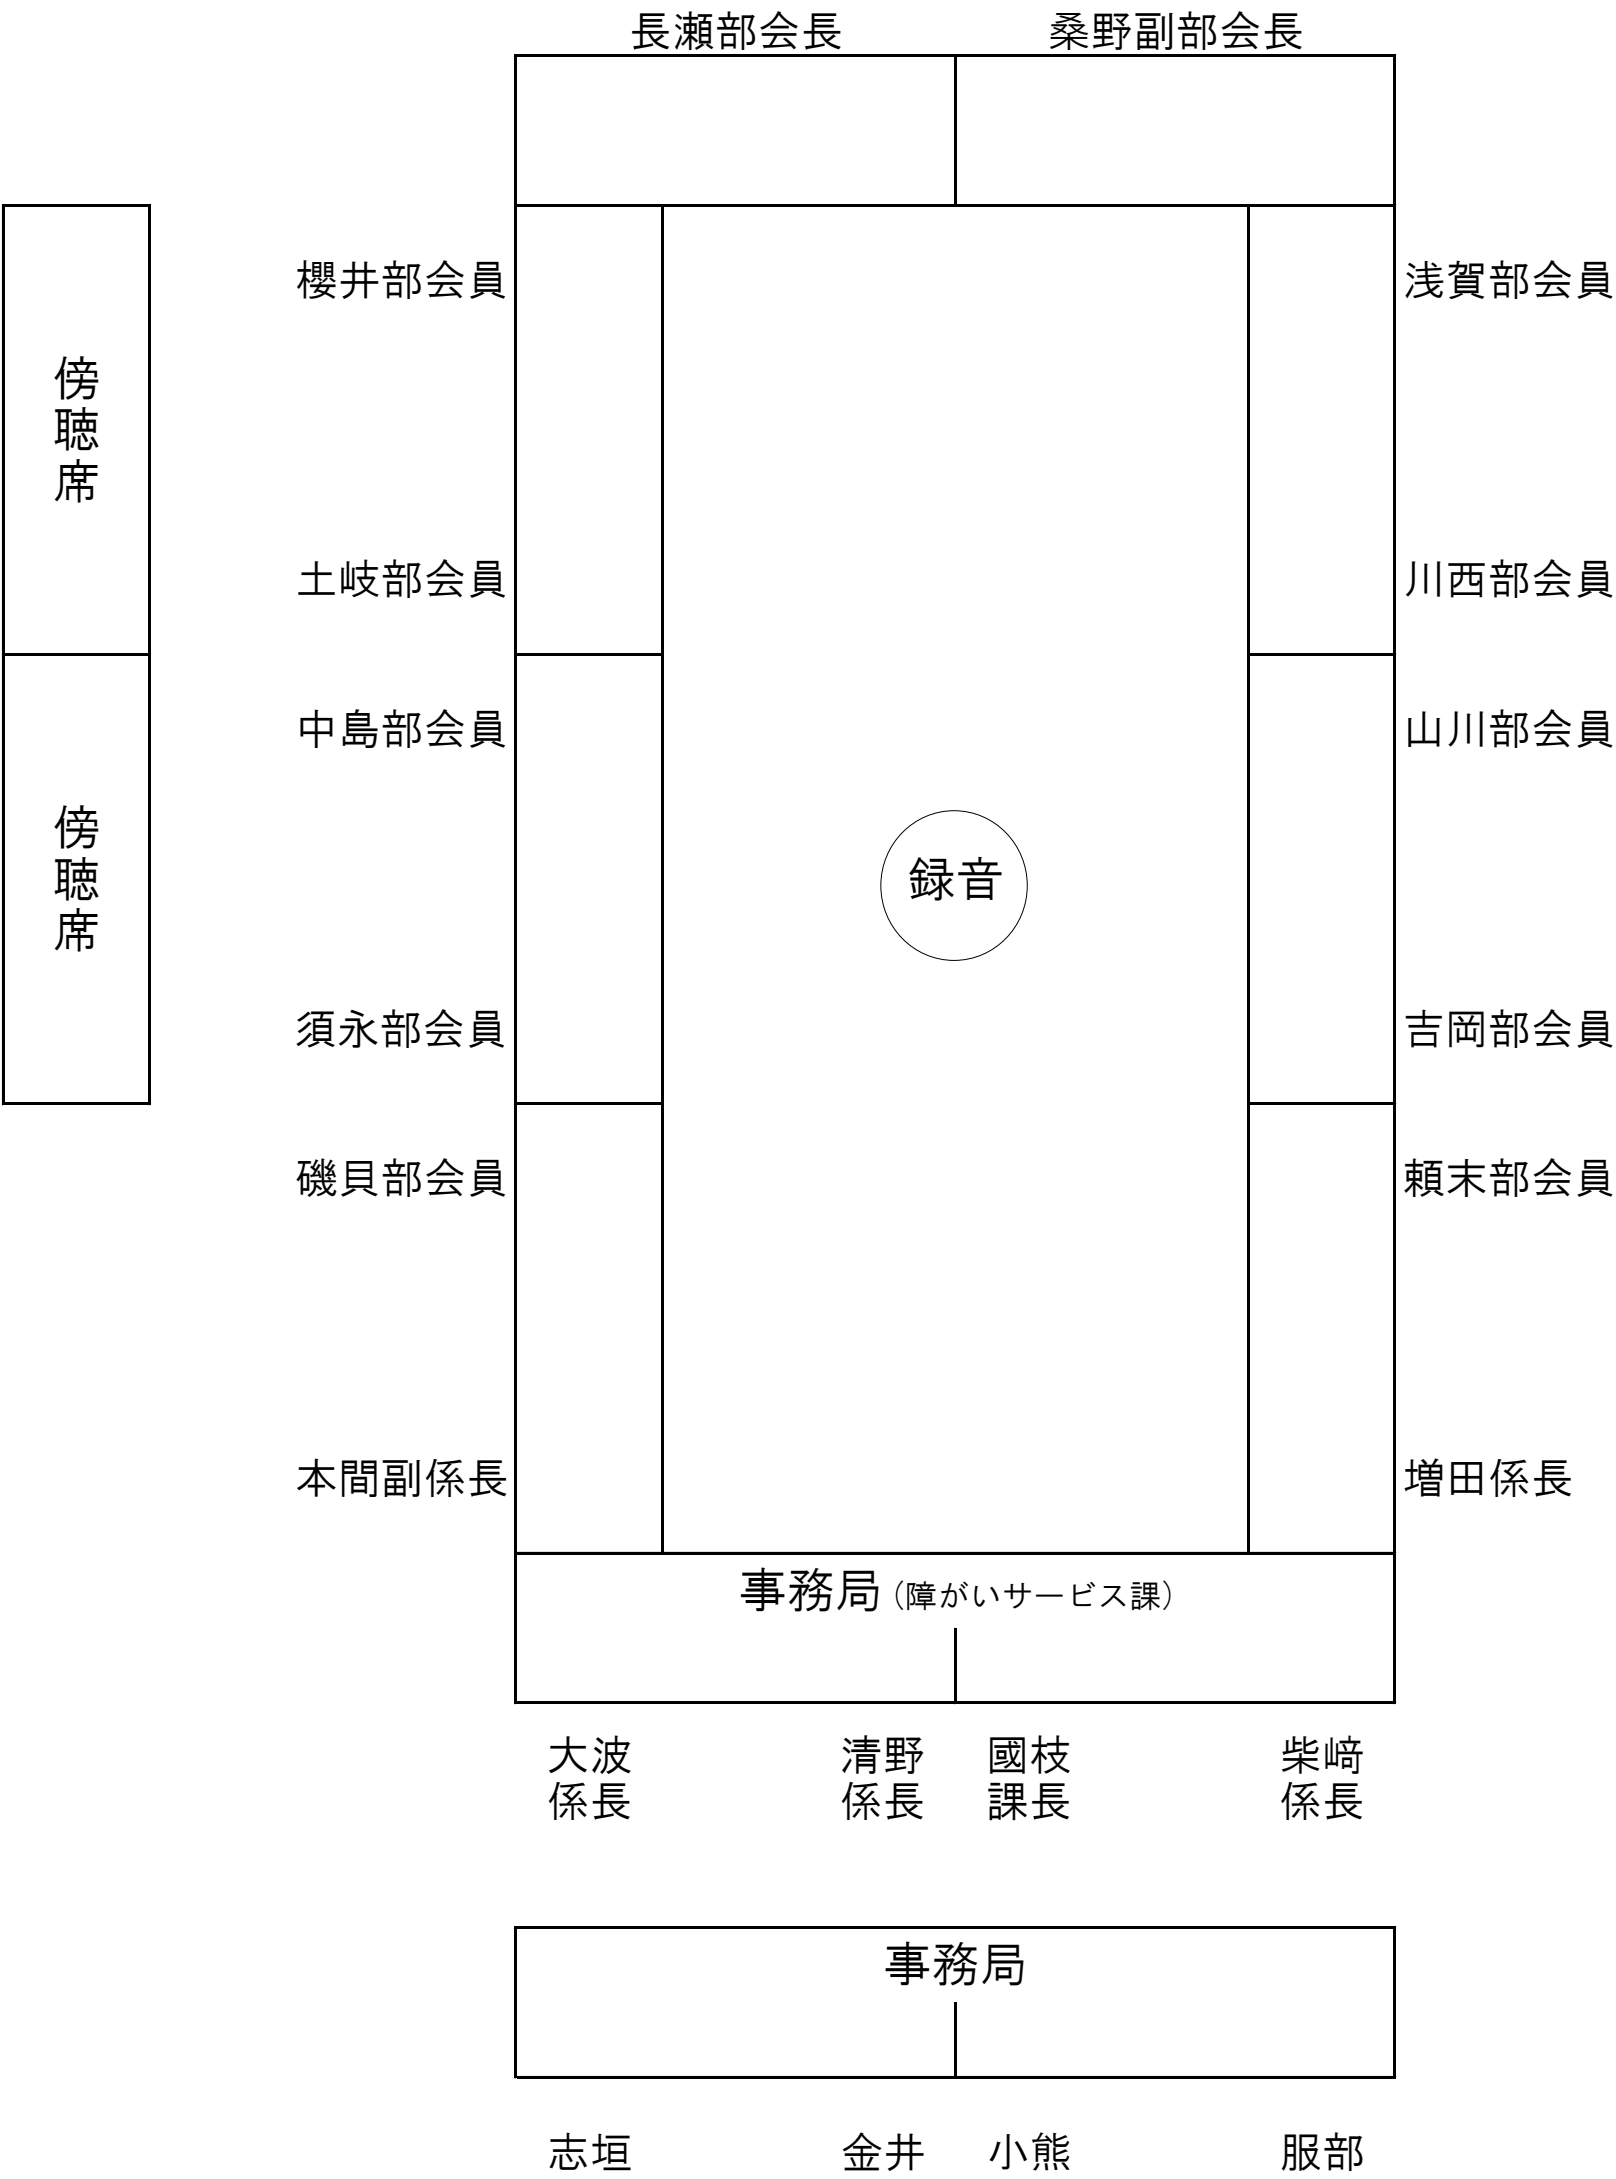 長瀬部会長
桑野副部会長
櫻井部会員
浅賀部会員
傍聴席
土岐部会員
川西部会員
中島部会員
山川部会員
傍聴席
録音
須永部会員
吉岡部会員
磯貝部会員
頼末部会員
本間副係長
増田係長
事務局（障がいサービス課）
大波
係長
清野
係長
國枝
課長
柴﨑
係長
事務局
志垣
金井
小熊
服部